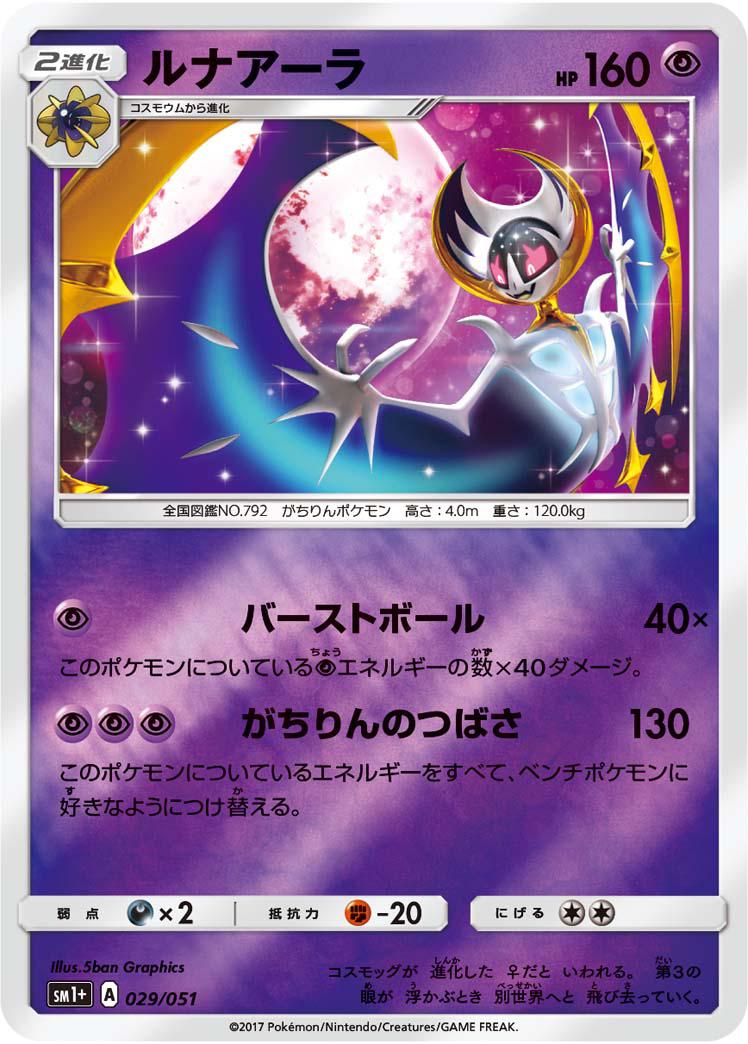 2進化 ルナアーラ HP 160
コスモウムから進化
全国図鑑NO.792 がちりんポケモン 高さ：4.0m 重さ：120.0kg
バーストボール 40×
このポケモンについているエネルギーの数×40ダメージ。
がちりんのつばさ 130
このポケモンについているエネルギーをすべて、ベンチポケモンに
好きなようにつけ替える。
弱点 ×2 抵抗力 -20 にげる
Illus.5ban Graphics
SM1+ A 029/051
コスモッグが 進化した ♀だと いわれる。 第3の
眼が 浮かぶとき 別世界へと 飛び去っていく。
©2017 Pokémon/Nintendo/Creatures/GAME FREAK.